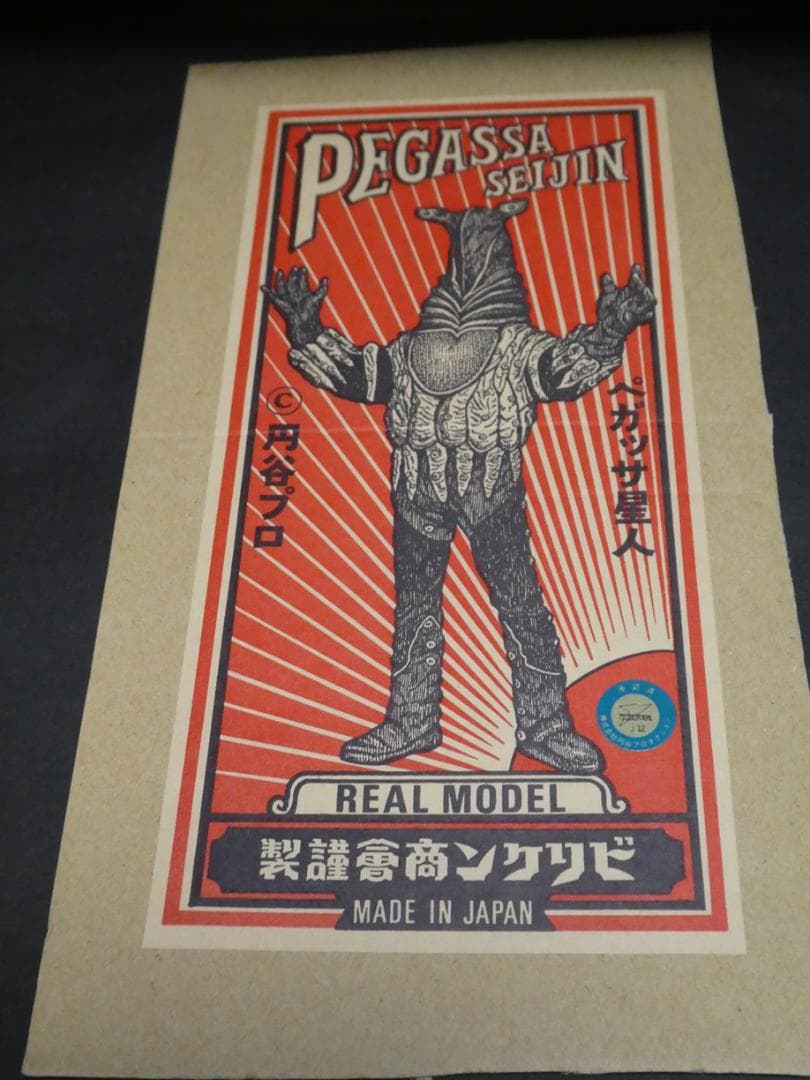 PEGASSA
SEIJIN
ペガッサ星人
©円谷プロ
REAL MODEL
製謹會商ンケリビ
MADE IN JAPAN